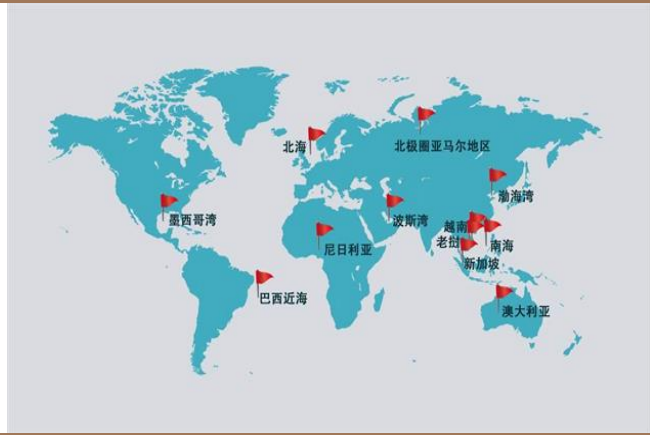 北海
北极圈亚马尔地区
渤海湾
墨西哥湾
波斯湾
越南
老挝
南海
尼日利亚
新加坡
巴西近海
澳大利亚